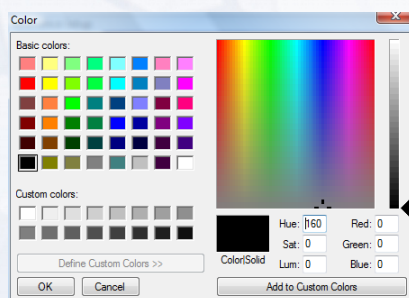 Color
Basic colors:
Custom colors:
Define Custom Colors >>
OK Cancel
Color|Solid
Hue: 160 Red: 0
Sat: 0 Green: 0
Lum: 0 Blue: 0
Add to Custom Colors